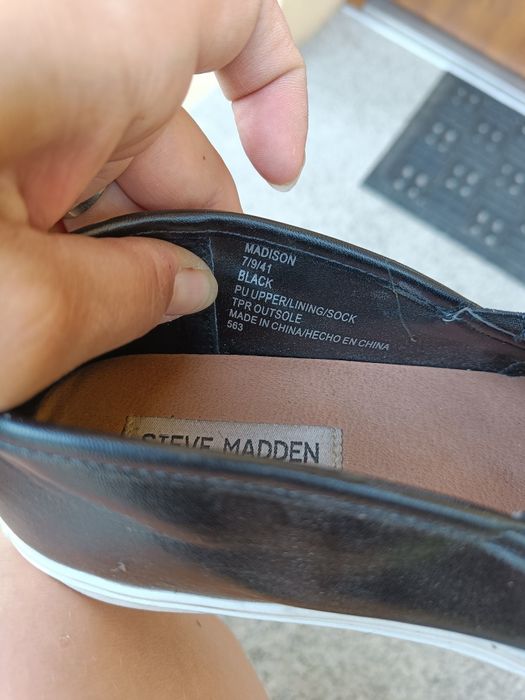 MADISON
7/9/41
BLACK
PU UPPER/LINING/SOCK
TPR OUTSOLE
MADE IN CHINA/HECHO EN CHINA
563
STEVE MADDEN